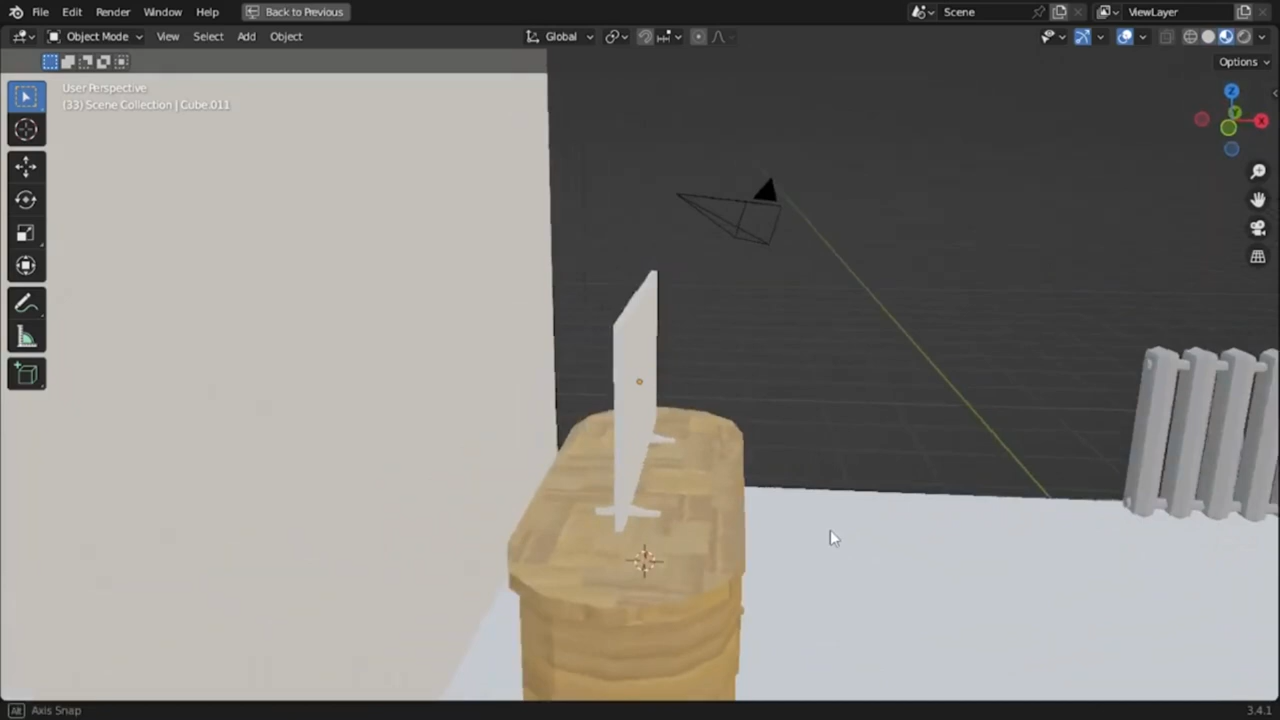 File Edit Render Window Help Back to Previous Scene ViewLayer
Object Mode View Select Add Object Global
Options
User Perspective
(33) Scene Collection | Cube.011
Z
Y
X
Alt Axis Snap 3.4.1